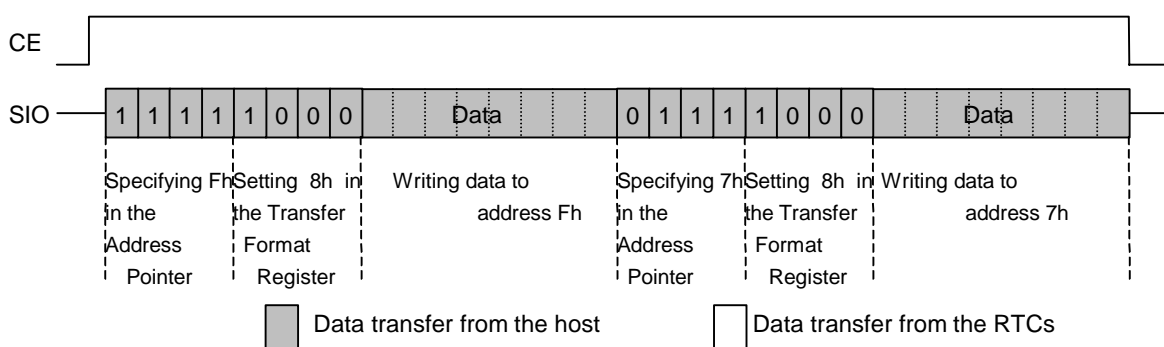 CE
SIO 1 1 1 1 1 0 0 0 Data 0 1 1 1 1 0 0 0 Data
Specifying Fh Setting 8h in Writing data to Specifying 7h Setting 8h in Writing data to
in the the Transfer address Fh in the the Transfer address 7h
Address Format Address Format
Pointer Register Pointer Register
Data transfer from the host Data transfer from the RTCs